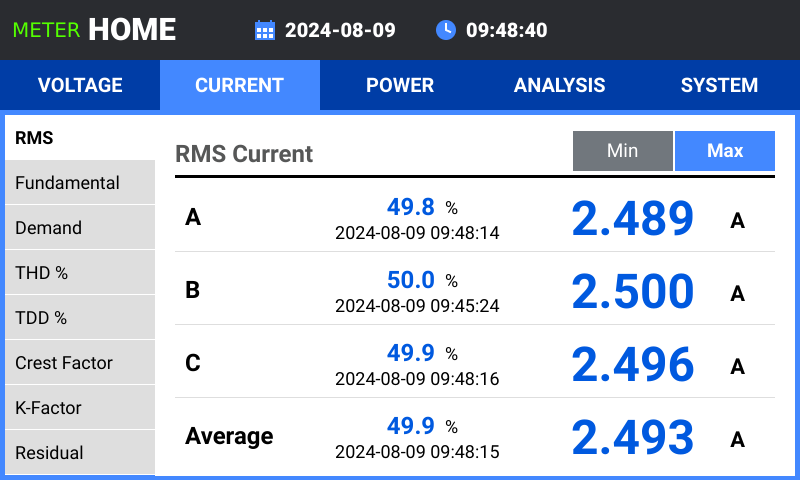 METER HOME 2024-08-09 09:48:40
VOLTAGE CURRENT POWER ANALYSIS SYSTEM
RMS
Fundamental
Demand
THD %
TDD %
Crest Factor
K-Factor
Residual
RMS Current Min Max
A 49.8 % 2.489 A
2024-08-09 09:48:14
B 50.0 % 2.500 A
2024-08-09 09:45:24
C 49.9 % 2.496 A
2024-08-09 09:48:16
Average 49.9 % 2.493 A
2024-08-09 09:48:15